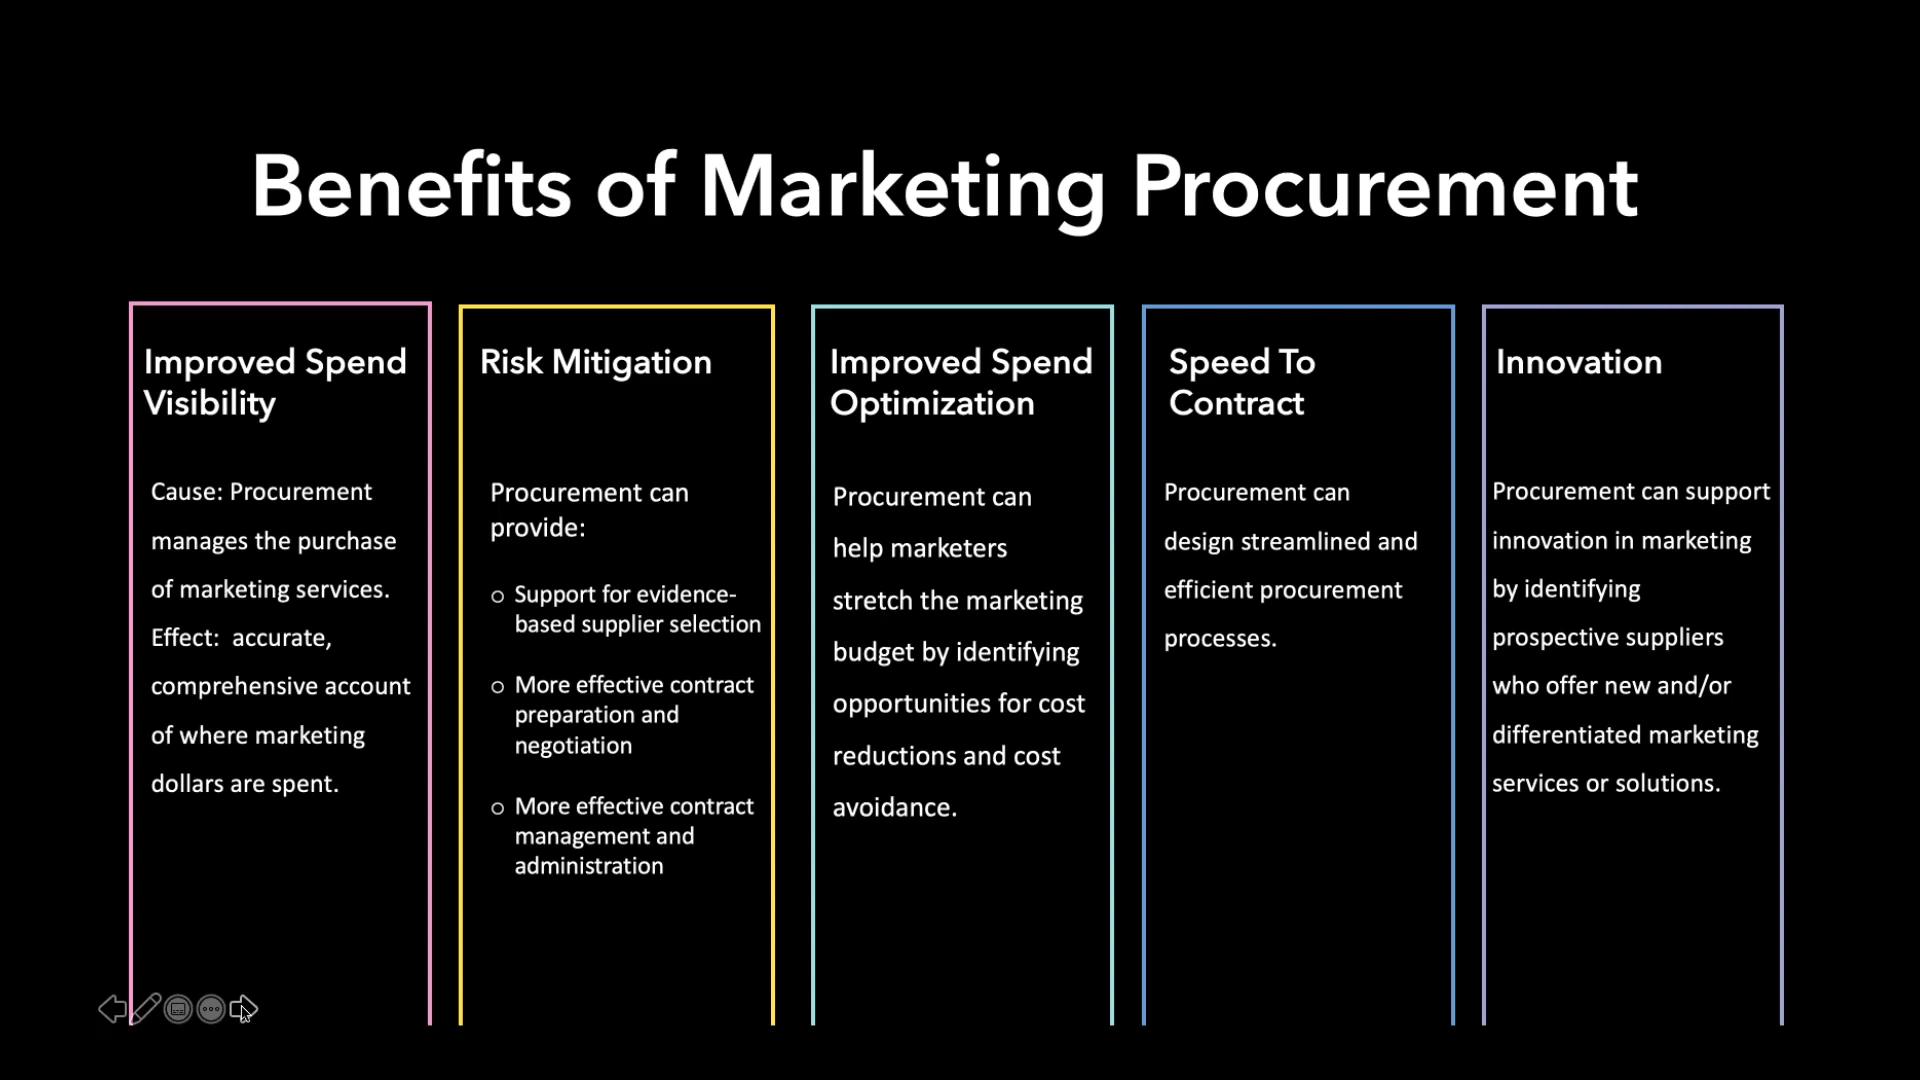 Benefits of Marketing Procurement
Improved Spend
Visibility
Cause: Procurement
manages the purchase
of marketing services.
Effect:  accurate,
comprehensive account
of where marketing
dollars are spent.
Risk Mitigation
Procurement can
provide:
○ Support for evidence-
based supplier selection
○ More effective contract
preparation and
negotiation
○ More effective contract
management and
administration
Improved Spend
Optimization
Procurement can
help marketers
stretch the marketing
budget by identifying
opportunities for cost
reductions and cost
avoidance.
Speed To
Contract
Procurement can
design streamlined and
efficient procurement
processes.
Innovation
Procurement can support
innovation in marketing
by identifying
prospective suppliers
who offer new and/or
differentiated marketing
services or solutions.